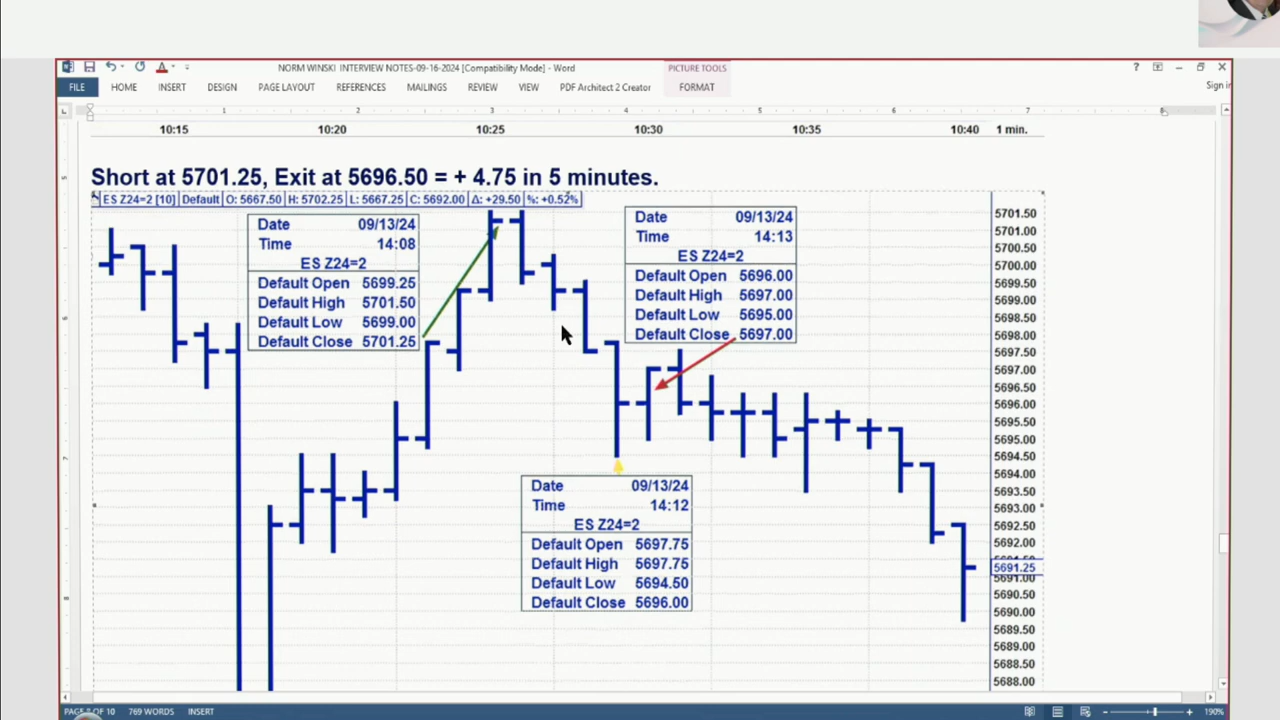 NORM WINSKI INTERVIEW NOTES-09-16-2024 [Compatibility Mode] - Word
PICTURE TOOLS
?
FILE HOME INSERT DESIGN PAGE LAYOUT REFERENCES MAILINGS REVIEW VIEW PDF Architect 2 Creator FORMAT
Sign in
1 2 3 4 5 6 7 8
10:15 10:20 10:25 10:30 10:35 10:40 1 min.
Short at 5701.25, Exit at 5696.50 = + 4.75 in 5 minutes.
ES Z24=2 [10] Default O: 5667.50 H: 5702.25 L: 5667.25 C: 5692.00 Δ: +29.50 %: +0.52%
Date 09/13/24
Time 14:08
ES Z24=2
Default Open 5699.25
Default High 5701.50
Default Low 5699.00
Default Close 5701.25
Date 09/13/24
Time 14:13
ES Z24=2
Default Open 5696.00
Default High 5697.00
Default Low 5695.00
Default Close 5697.00
Date 09/13/24
Time 14:12
ES Z24=2
Default Open 5697.75
Default High 5697.75
Default Low 5694.50
Default Close 5696.00
5701.50
5701.00
5700.50
5700.00
5699.50
5699.00
5698.50
5698.00
5697.50
5697.00
5696.50
5696.00
5695.50
5695.00
5694.50
5694.00
5693.50
5693.00
5692.50
5692.00
5691.25
5691.00
5690.50
5690.00
5689.50
5689.00
5688.50
5688.00
OF 10 769 WORDS INSERT
190%